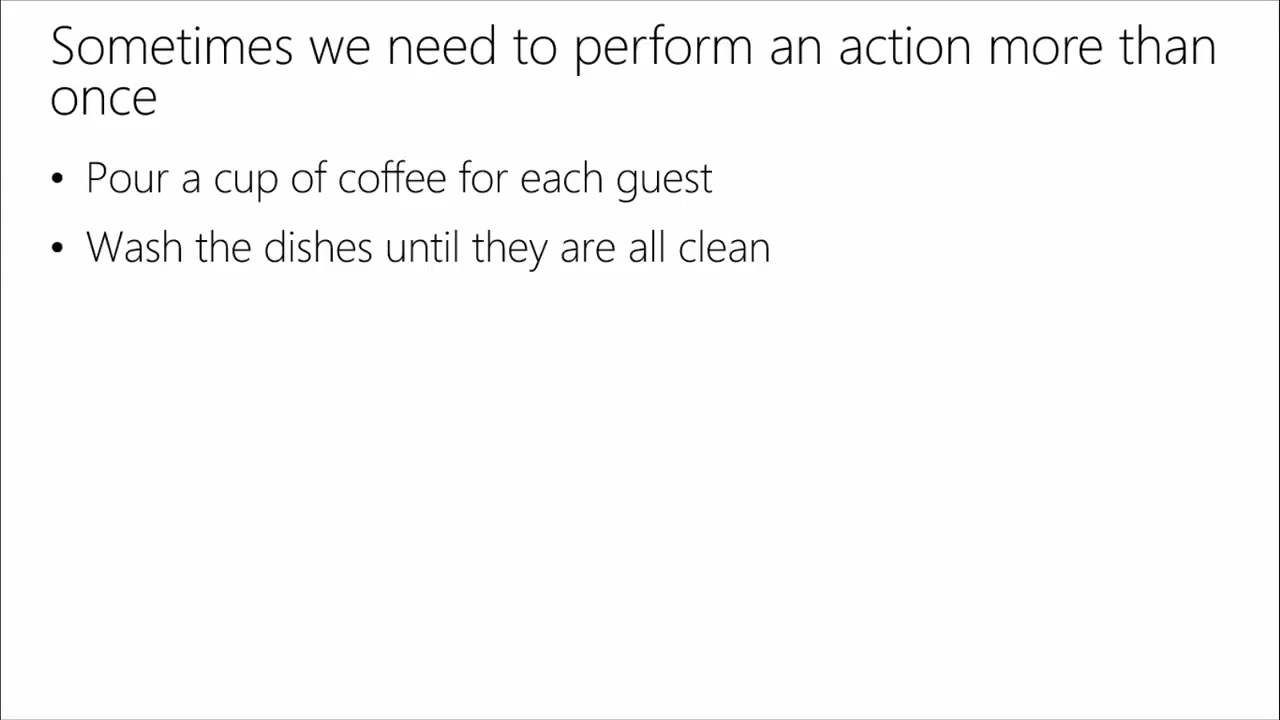 Sometimes we need to perform an action more than
once
• Pour a cup of coffee for each guest
• Wash the dishes until they are all clean